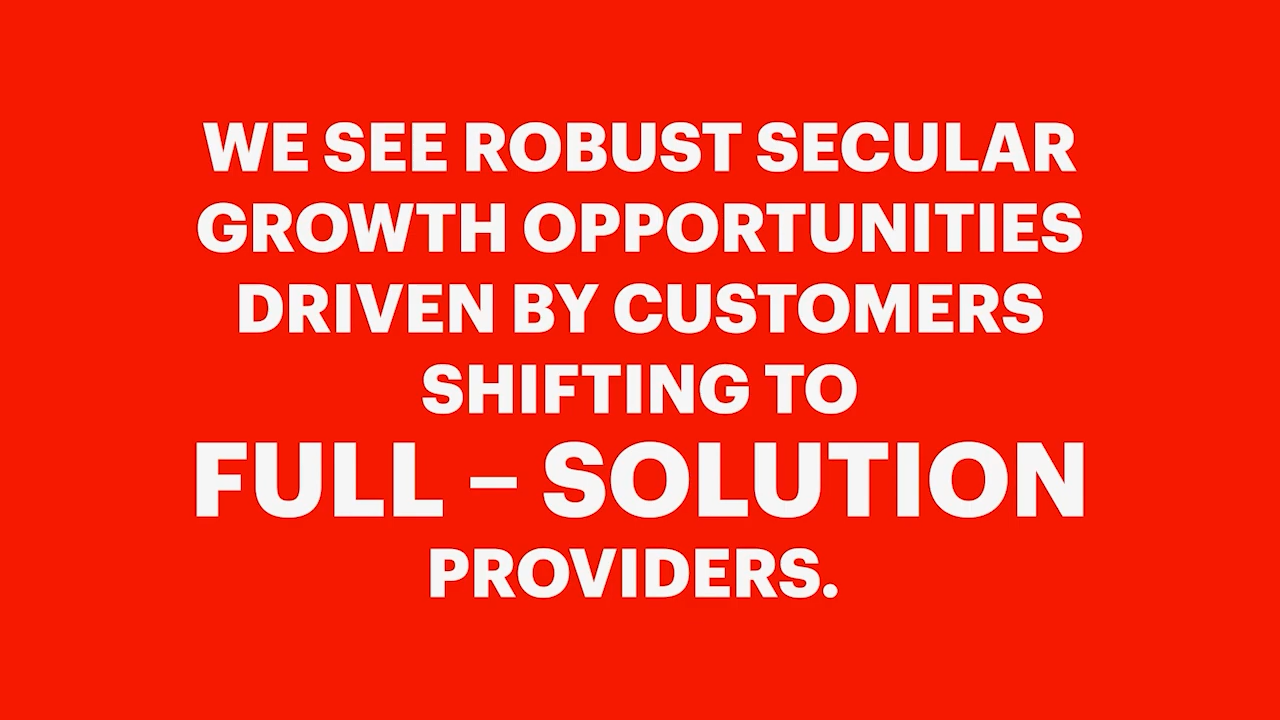 WE SEE ROBUST SECULAR
GROWTH OPPORTUNITIES
DRIVEN BY CUSTOMERS
SHIFTING TO
FULL – SOLUTION
PROVIDERS.